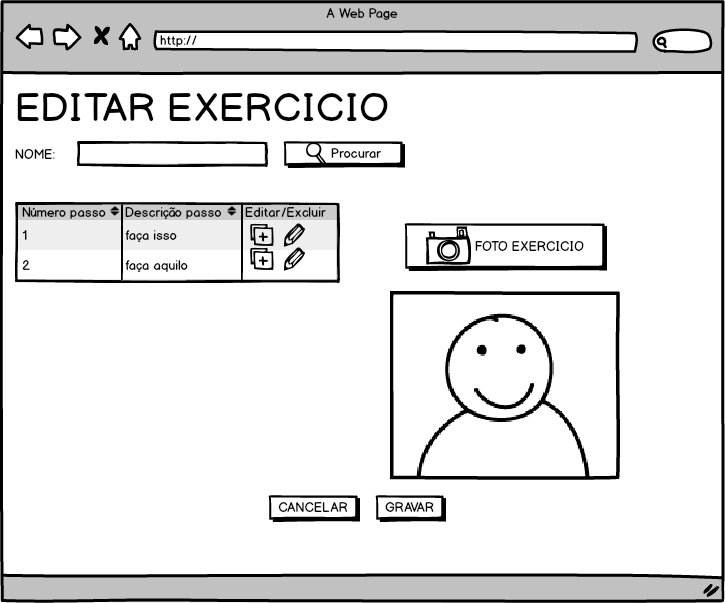 A Web Page
http://
EDITAR EXERCICIO
NOME:
Procurar
Número passo Descrição passo Editar/Excluir
1 faça isso
2 faça aquilo
FOTO EXERCICIO
CANCELAR GRAVAR